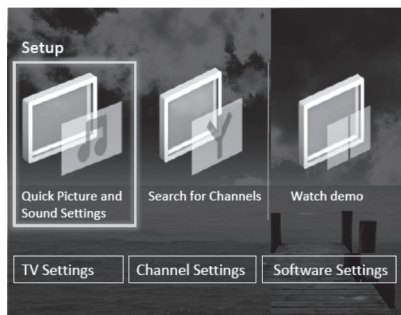 Setup
Quick Picture and
Sound Settings
Search for Channels
Watch demo
TV Settings
Channel Settings
Software Settings